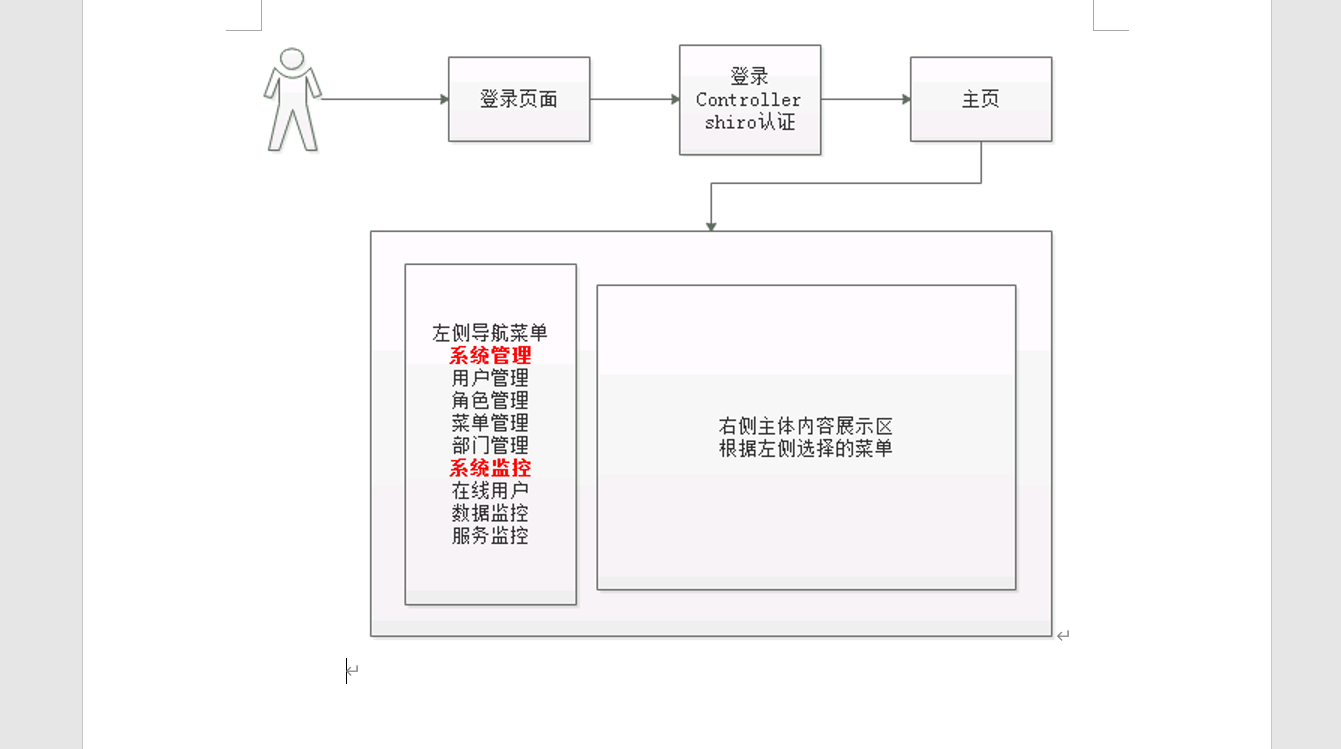 登录页面
登录
Controller
shiro认证
主页
左侧导航菜单
系统管理
用户管理
角色管理
菜单管理
部门管理
系统监控
在线用户
数据监控
服务监控
右侧主体内容展示区
根据左侧选择的菜单